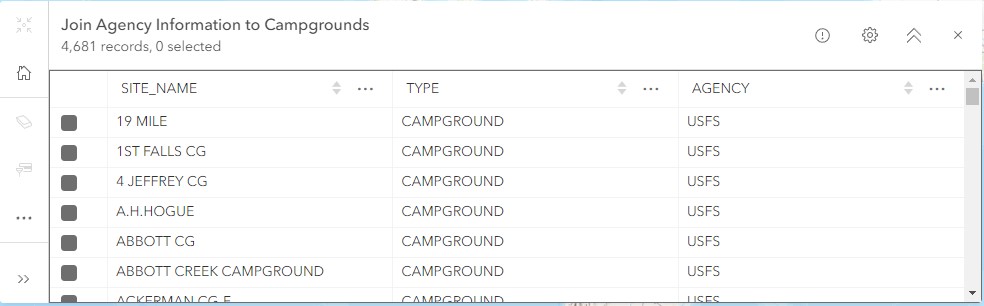 Join Agency Information to Campgrounds
4,681 records, 0 selected
SITE_NAME TYPE AGENCY
19 MILE CAMPGROUND USFS
1ST FALLS CG CAMPGROUND USFS
4 JEFFREY CG CAMPGROUND USFS
A.H.HOGUE CAMPGROUND USFS
ABBOTT CG CAMPGROUND USFS
ABBOTT CREEK CAMPGROUND CAMPGROUND USFS
ACKERMAN CG-E CAMPGROUND USFS